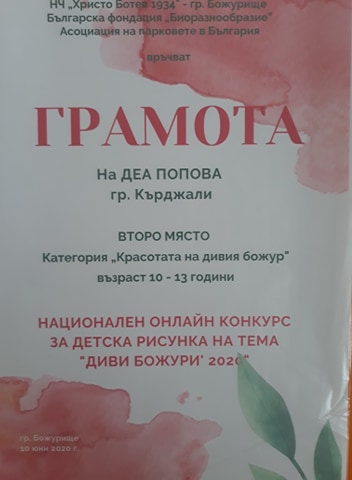 НЧ „Христо Ботев 1934" - гр. Божурище
Българска фондация „Биоразнообразие"
Асоциация на парковете в България
връчват
ГРАМОТА
На ДЕА ПОПОВА
гр. Кърджали
ВТОРО МЯСТО
Категория „Красотата на дивия божур"
възраст 10 - 13 години
НАЦИОНАЛЕН ОНЛАЙН КОНКУРС
ЗА ДЕТСКА РИСУНКА НА ТЕМА
"ДИВИ БОЖУРИ' 2020"
гр. Божурище
10 юни 2020 г.